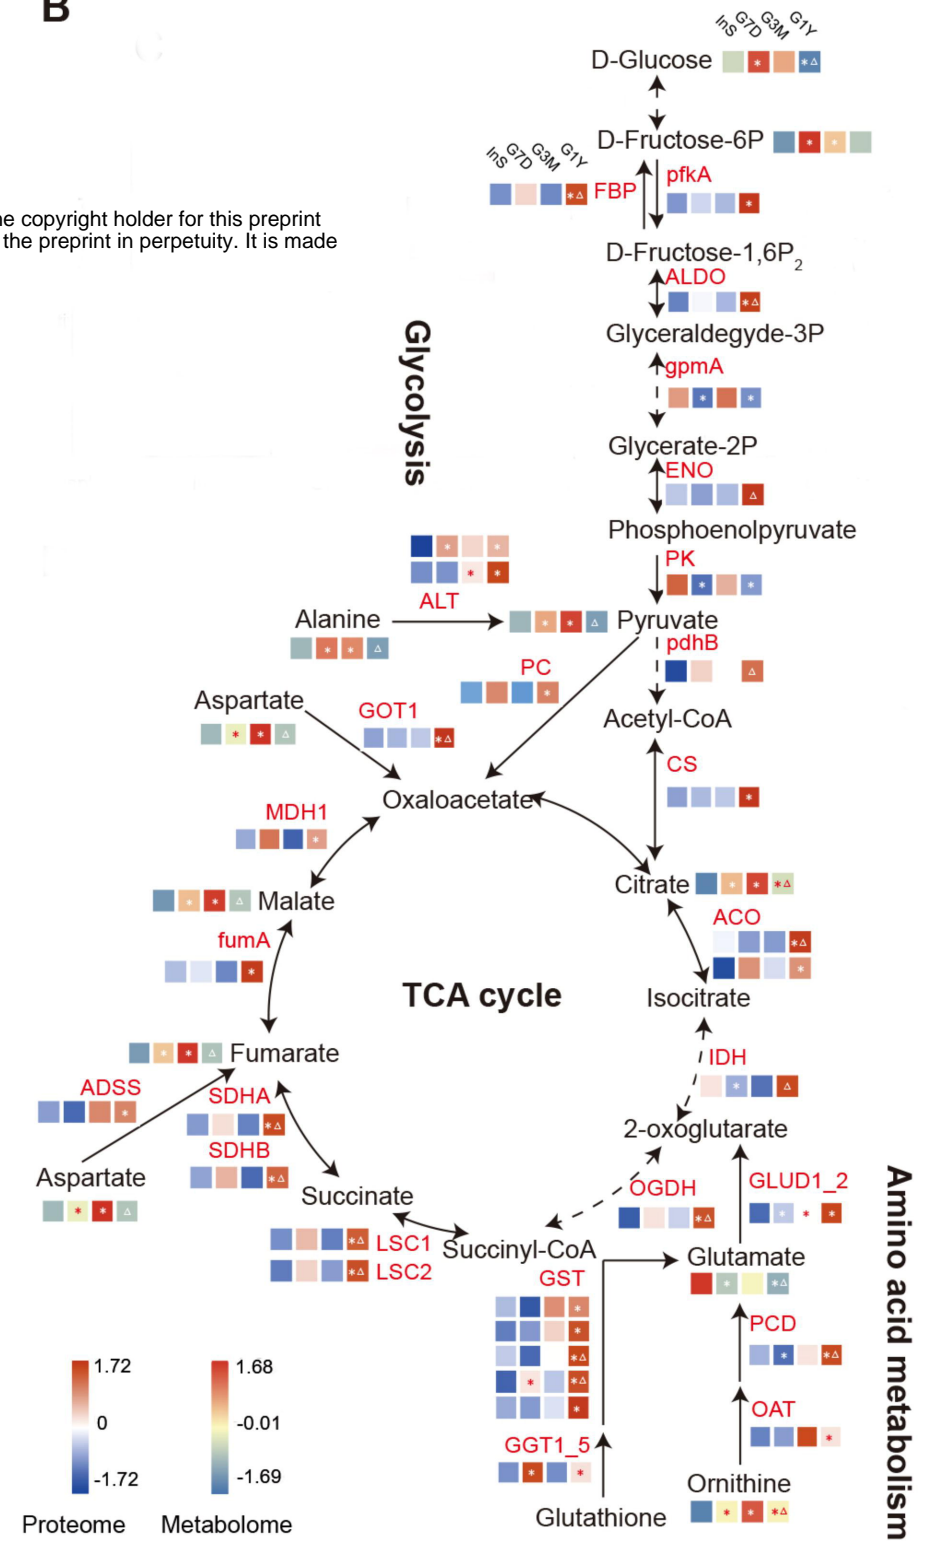 B
InS G7D G3M G1Y
D-Glucose * *Δ
D-Fructose-6P * *
InS G7D G3M G1Y
*Δ FBP
pfkA
*
ne copyright holder for this preprint
the preprint in perpetuity. It is made
D-Fructose-1,6P2
ALDO
*Δ
Glyceraldegyde-3P
gpmA
* *
Glycerate-2P
ENO
Δ
Glycolysis
Phosphoenolpyruvate
PK
* *
* *
* *
ALT
Alanine
* * Δ
* * Δ Pyruvate
pdhB
Δ
PC
*
Aspartate
* * Δ
GOT1
*Δ
Acetyl-CoA
CS
*
Oxaloacetate
MDH1
*
Citrate * * *Δ
* * Δ Malate
ACO
*Δ
*
fumA
*
TCA cycle
Isocitrate
IDH
* Δ
* * Δ Fumarate
ADSS
*
SDHA
*Δ
SDHB
*Δ
2-oxoglutarate
Aspartate
* * Δ
Succinate
OGDH
*Δ
GLUD1_2
* * *
Amino acid metabolism
*Δ LSC1
*Δ LSC2
Succinyl-CoA
Glutamate
* *Δ
GST
*
*
*Δ
* *Δ
*
PCD
* *Δ
OAT
*
GGT1_5
* *
Glutathione
Ornithine
* * *Δ
1.72
0
-1.72
Proteome
1.68
-0.01
-1.69
Metabolome